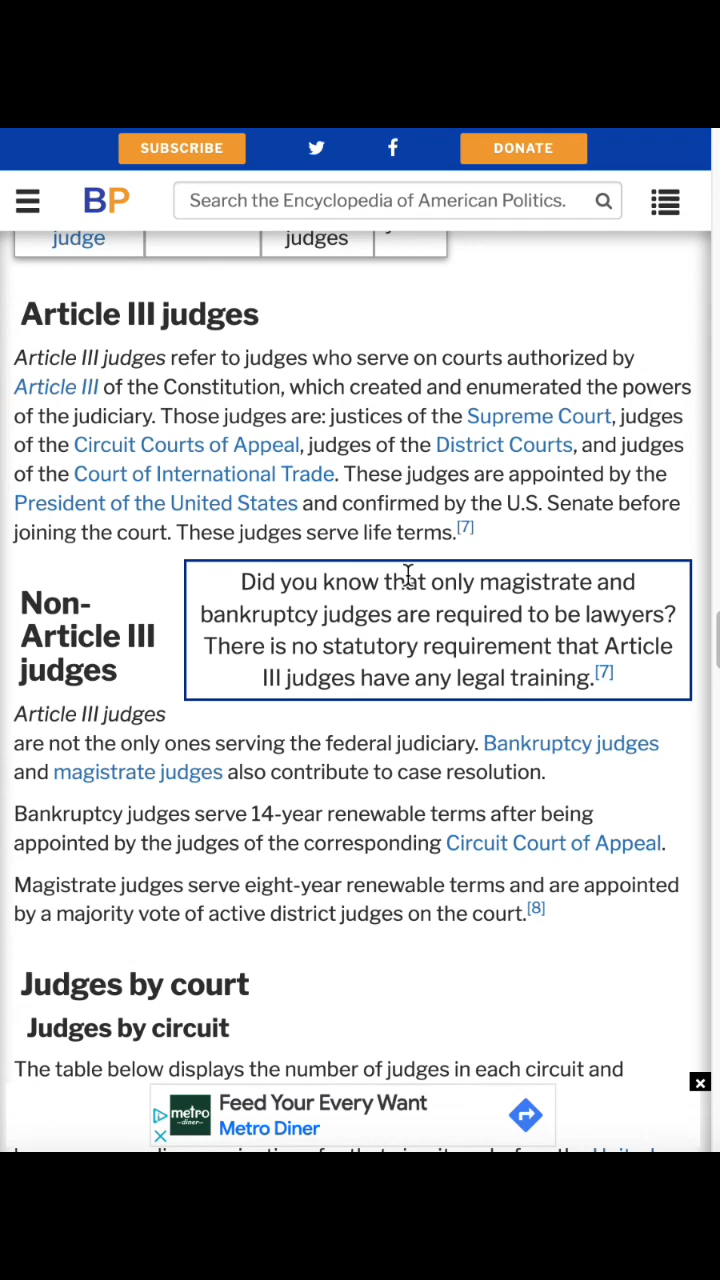 SUBSCRIBE
DONATE
BP
Search the Encyclopedia of American Politics.
judge
judges
Article III judges
Article III judges refer to judges who serve on courts authorized by
Article III of the Constitution, which created and enumerated the powers
of the judiciary. Those judges are: justices of the Supreme Court, judges
of the Circuit Courts of Appeal, judges of the District Courts, and judges
of the Court of International Trade. These judges are appointed by the
President of the United States and confirmed by the U.S. Senate before
joining the court. These judges serve life terms.[7]
Non-
Article III
judges
Did you know that only magistrate and
bankruptcy judges are required to be lawyers?
There is no statutory requirement that Article
III judges have any legal training.[7]
Article III judges
are not the only ones serving the federal judiciary. Bankruptcy judges
and magistrate judges also contribute to case resolution.
Bankruptcy judges serve 14-year renewable terms after being
appointed by the judges of the corresponding Circuit Court of Appeal.
Magistrate judges serve eight-year renewable terms and are appointed
by a majority vote of active district judges on the court.[8]
Judges by court
Judges by circuit
The table below displays the number of judges in each circuit and
metro
diner
Feed Your Every Want
Metro Diner